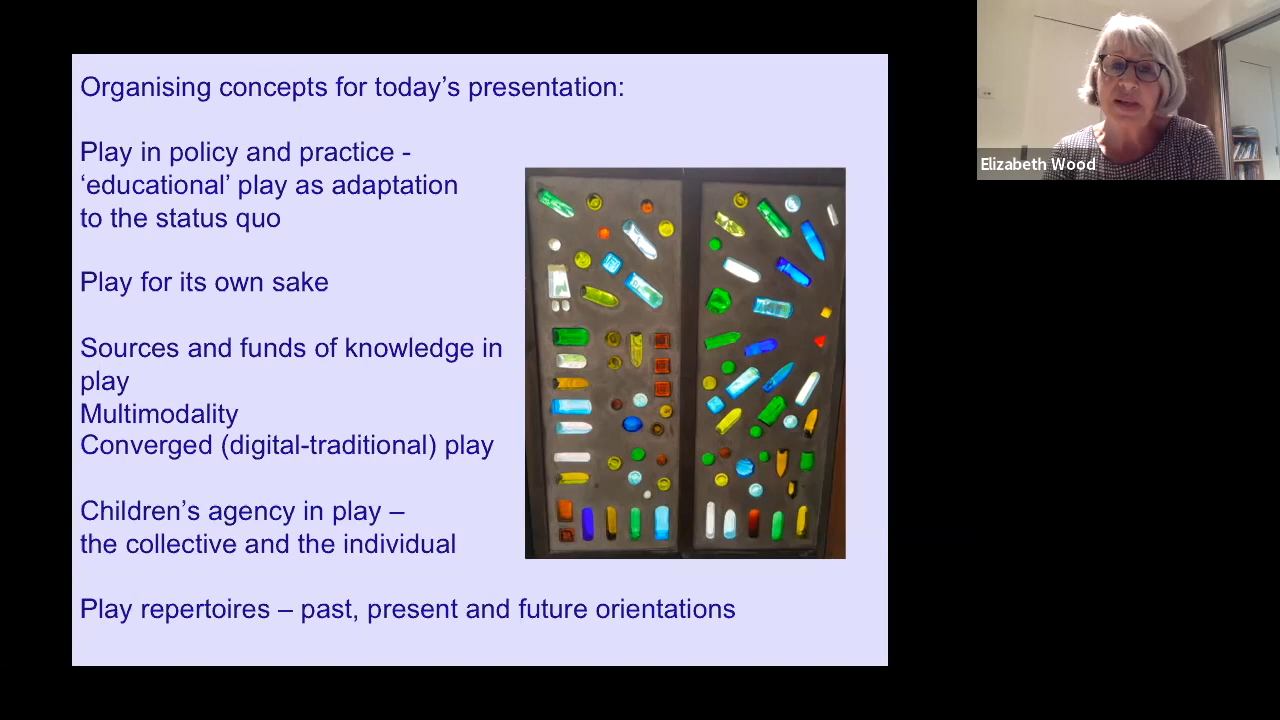 Organising concepts for today’s presentation:
Play in policy and practice -
‘educational’ play as adaptation
to the status quo
Play for its own sake
Sources and funds of knowledge in
play
Multimodality
Converged (digital-traditional) play
Children’s agency in play –
the collective and the individual
Play repertoires – past, present and future orientations
Elizabeth Wood